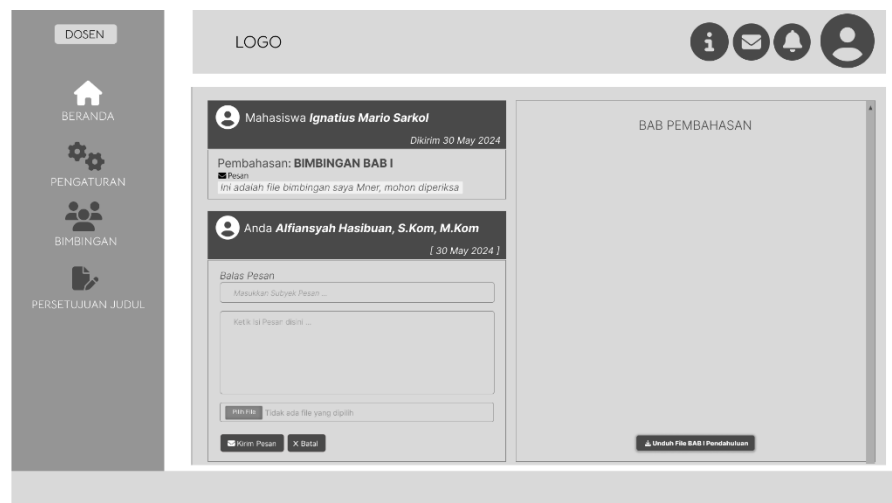 DOSEN
BERANDA
PENGATURAN
BIMBINGAN
PERSETUJUAN JUDUL
LOGO
Mahasiswa Ignatius Mario Sarkol
Dikirim 30 May 2024
Pembahasan: BIMBINGAN BAB I
Pesan
Ini adalah file bimbingan saya Mner, mohon diperiksa
Anda Alfiansyah Hasibuan, S.Kom, M.Kom
[ 30 May 2024 ]
Balas Pesan
Masukkan Subyek Pesan ...
Ketik Isi Pesan disini ...
Pilih File Tidak ada file yang dipilih
Kirim Pesan X Batal
BAB PEMBAHASAN
Unduh File BAB I Pendahuluan